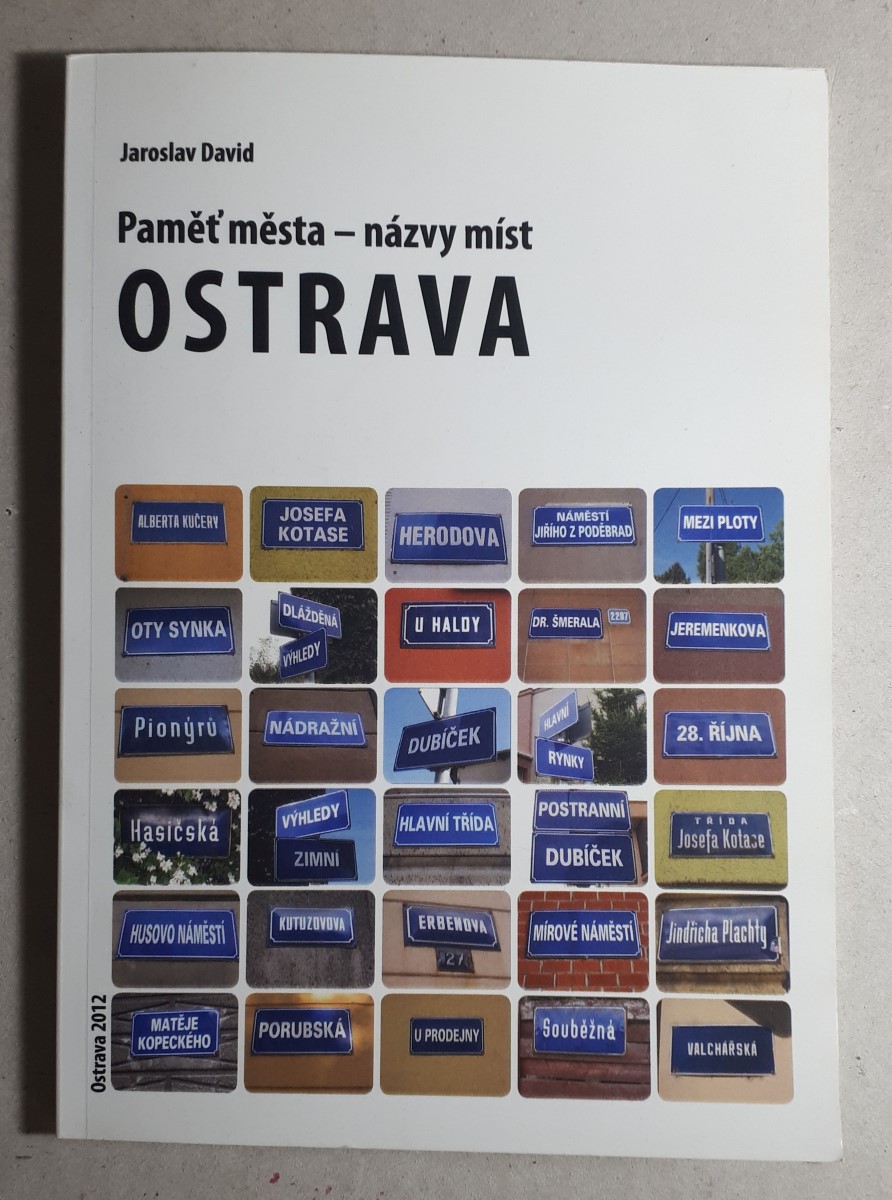 Jaroslav David
Paměť města – názvy míst
OSTRAVA
ALBERTA KUČERY
JOSEFA
KOTASE
HERODOVA
NÁMĚSTÍ
JIŘÍHO Z PODĚBRAD
MEZI PLOTY
OTY SYNKA
DLÁŽDĚNÁ
VÝHLEDY
U HALDY
DR. ŠMERALA
2297
JEREMENKOVA
Pionýrů
NÁDRAŽNÍ
DUBÍČEK
HLAVNÍ
RYNKY
28. ŘÍJNA
Hasičská
VÝHLEDY
ZIMNÍ
HLAVNÍ TŘÍDA
POSTRANNÍ
DUBÍČEK
TŘÍDA
Josefa Kotase
HUSOVO NÁMĚSTÍ
KUTUZOVOVA
ERBENOVA
27
MÍROVÉ NÁMĚSTÍ
Jindřicha Plachty
MATĚJE
KOPECKÉHO
PORUBSKÁ
U PRODEJNY
Souběžná
VALCHAŘSKÁ
Ostrava 2012